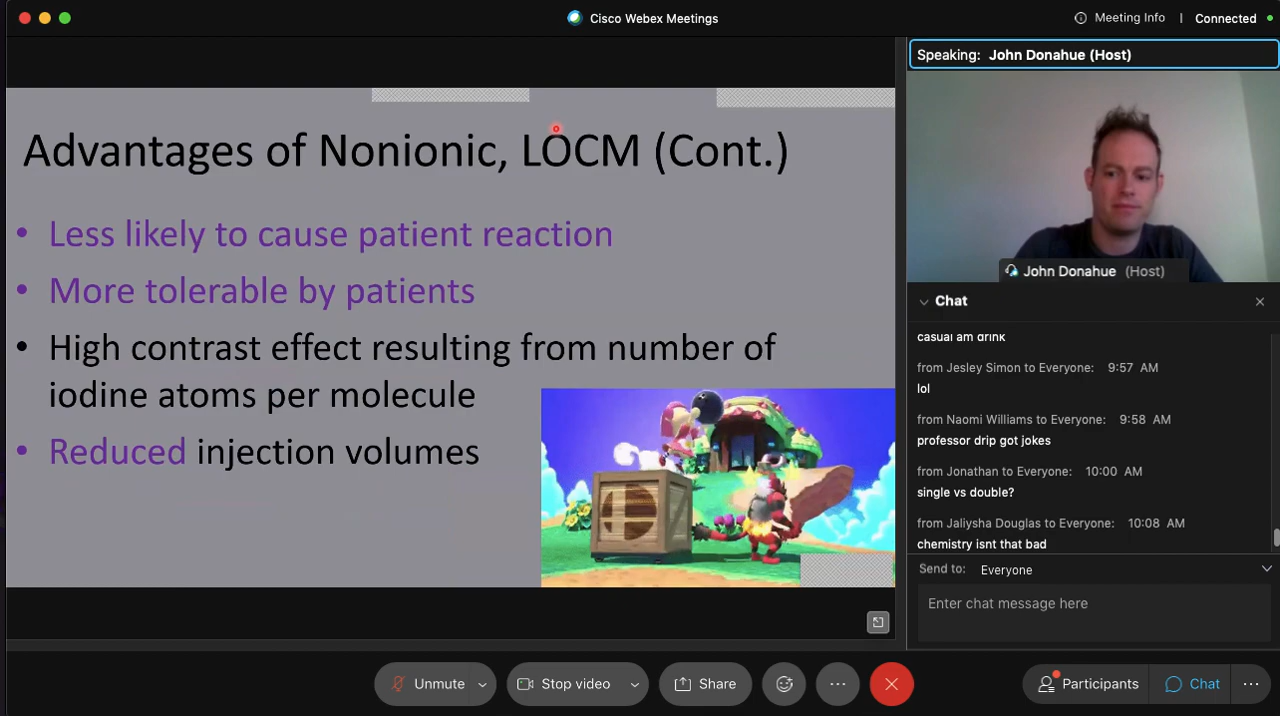 Cisco Webex Meetings
Meeting Info
Connected
Speaking: John Donahue (Host)
Advantages of Nonionic, LOCM (Cont.)
• Less likely to cause patient reaction
• More tolerable by patients
• High contrast effect resulting from number of
iodine atoms per molecule
• Reduced injection volumes
John Donahue (Host)
Chat
casual am drink
from Jesley Simon to Everyone: 9:57 AM
lol
from Naomi Williams to Everyone: 9:58 AM
professor drip got jokes
from Jonathan to Everyone: 10:00 AM
single vs double?
from Jaliysha Douglas to Everyone: 10:08 AM
chemistry isnt that bad
Send to: Everyone
Enter chat message here
Unmute
Stop video
Share
Participants
Chat